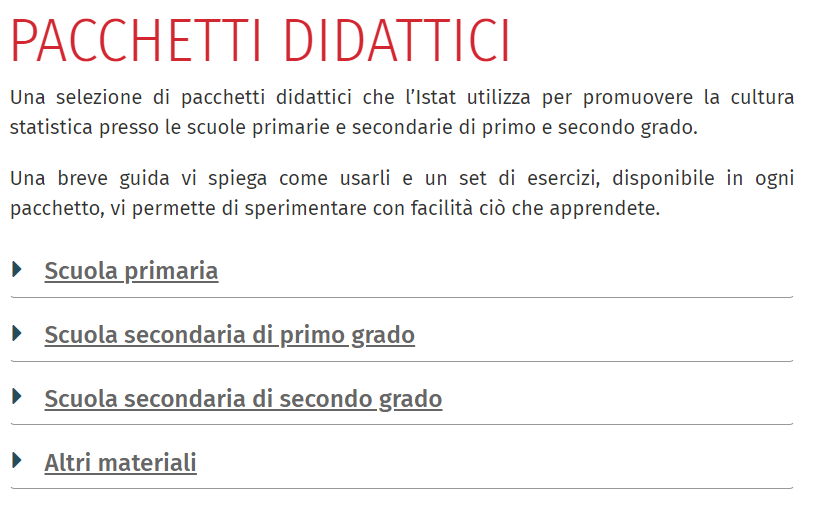 PACCHETTI DIDATTICI
Una selezione di pacchetti didattici che l’Istat utilizza per promuovere la cultura
statistica presso le scuole primarie e secondarie di primo e secondo grado.
Una breve guida vi spiega come usarli e un set di esercizi, disponibile in ogni
pacchetto, vi permette di sperimentare con facilità ciò che apprendete.
Scuola primaria
Scuola secondaria di primo grado
Scuola secondaria di secondo grado
Altri materiali